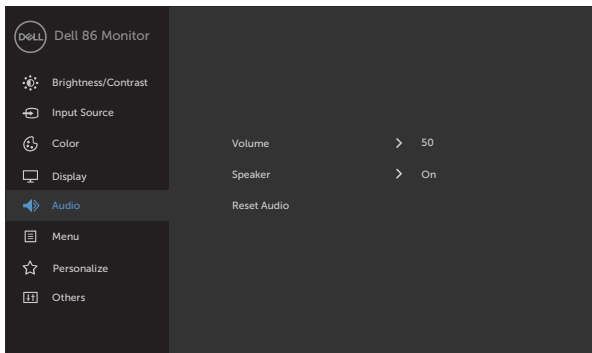 DELL Dell 86 Monitor
Brightness/Contrast
Input Source
Color
Display
Audio
Menu
Personalize
Others
Volume 50
Speaker On
Reset Audio